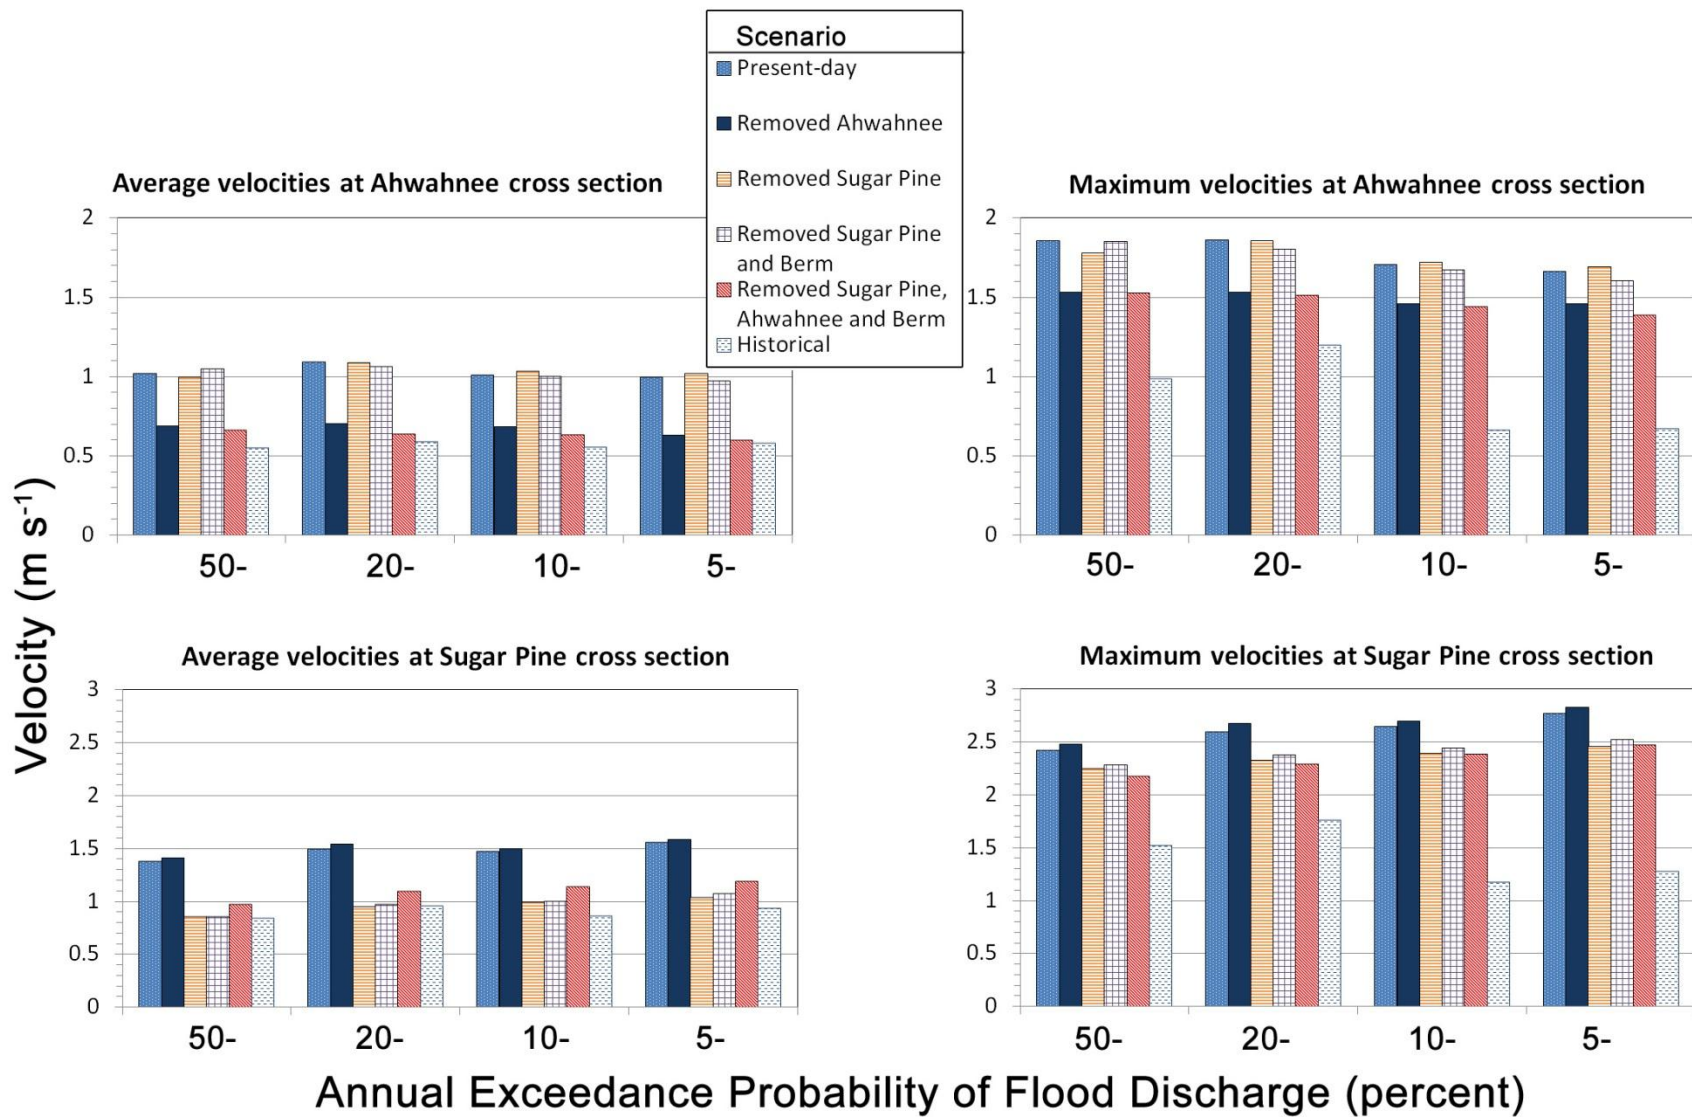 Scenario
Present-day
Removed Ahwahnee
Removed Sugar Pine
Removed Sugar Pine
and Berm
Removed Sugar Pine,
Ahwahnee and Berm
Historical
Average velocities at Ahwahnee cross section
2
1.5
1
0.5
0
50-
20-
10-
5-
Maximum velocities at Ahwahnee cross section
2
1.5
1
0.5
0
50-
20-
10-
5-
Velocity (m s-1)
Average velocities at Sugar Pine cross section
3
2.5
2
1.5
1
0.5
0
50-
20-
10-
5-
Maximum velocities at Sugar Pine cross section
3
2.5
2
1.5
1
0.5
0
50-
20-
10-
5-
Annual Exceedance Probability of Flood Discharge (percent)